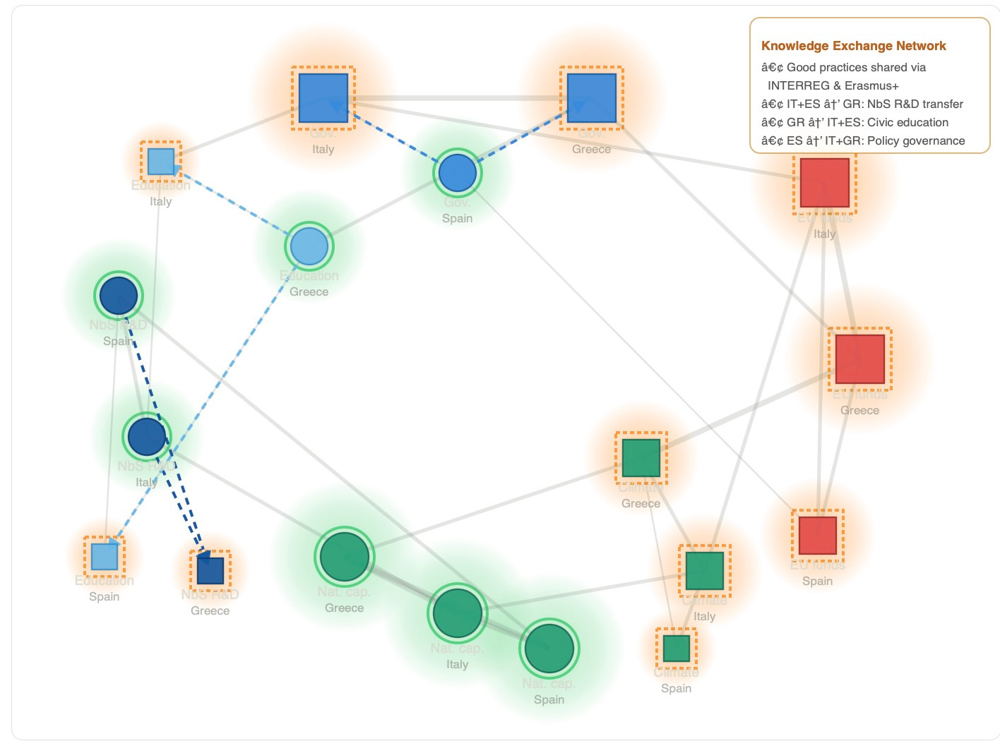 Knowledge Exchange Network
â€¢ Good practices shared via
INTERREG & Erasmus+
â€¢ IT+ES â†’ GR: NbS R&D transfer
â€¢ GR â†’ IT+ES: Civic education
â€¢ ES â†’ IT+GR: Policy governance
Gov.
Italy
Gov.
Greece
Education
Italy
Gov.
Spain
EU funds
Italy
Education
Greece
NbS R&D
Spain
EU funds
Greece
NbS R&D
Italy
Climate
Greece
EU funds
Spain
Education
Spain
NbS R&D
Greece
Nat. cap.
Greece
Climate
Italy
Nat. cap.
Italy
Climate
Spain
Nat. cap.
Spain